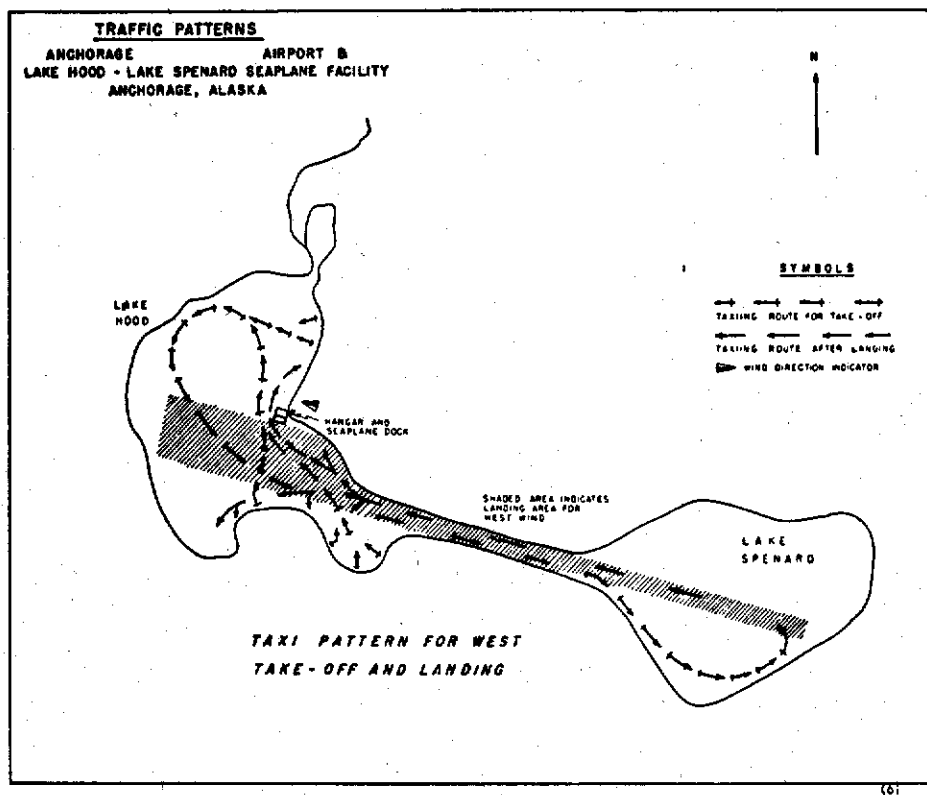 TRAFFIC PATTERNS
ANCHORAGE AIRPORT B
LAKE HOOD - LAKE SPENARD SEAPLANE FACILITY
ANCHORAGE, ALASKA
N
SYMBOLS
TAXIING ROUTE FOR TAKE-OFF
TAXIING ROUTE AFTER LANDING
WIND DIRECTION INDICATOR
LAKE
HOOD
HANGAR AND
SEAPLANE DOCK
SHADED AREA INDICATES
LANDING AREA FOR
WEST WIND
LAKE
SPENARD
TAXI PATTERN FOR WEST
TAKE-OFF AND LANDING
(6)